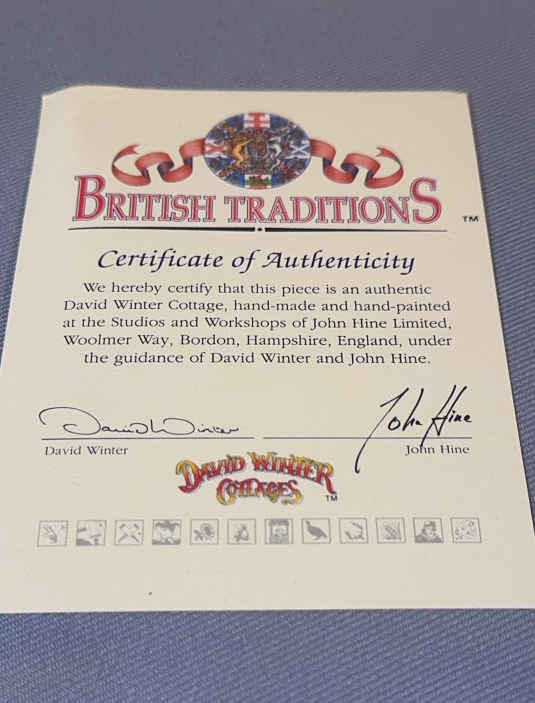 BRITISH TRADITIONS ™
Certificate of Authenticity
We hereby certify that this piece is an authentic
David Winter Cottage, hand-made and hand-painted
at the Studios and Workshops of John Hine Limited,
Woolmer Way, Bordon, Hampshire, England, under
the guidance of David Winter and John Hine.
David Winter John Hine
David Winter John Hine
DAVID WINTER
COTTAGES ™